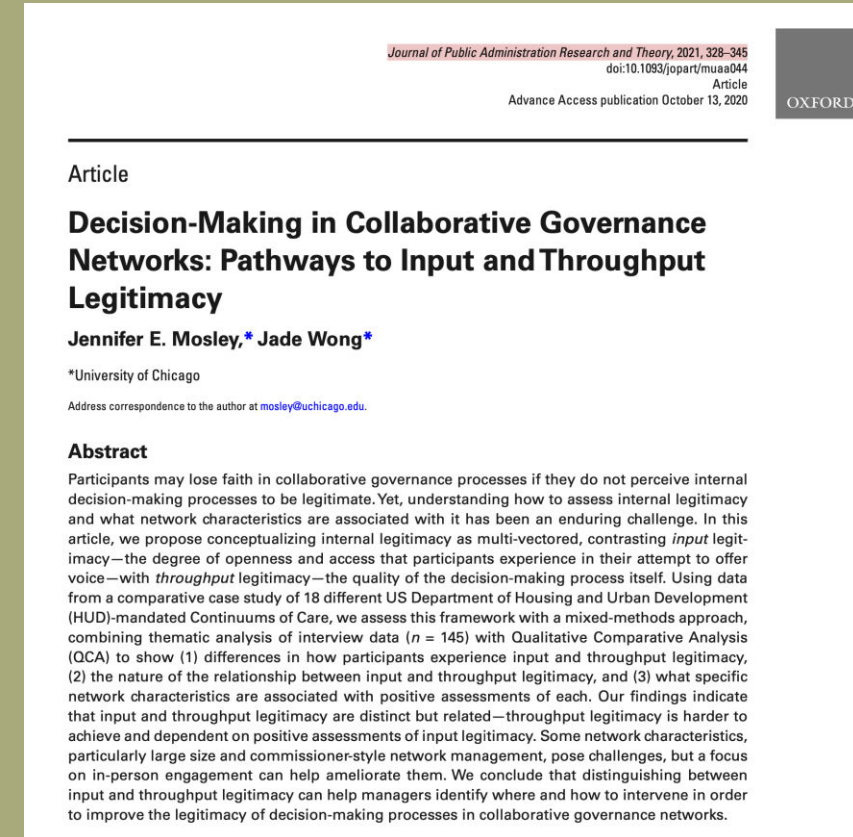 Journal of Public Administration Research and Theory, 2021, 328–345
doi:10.1093/jopart/muaa044
Article
Advance Access publication October 13, 2020
OXFORD
Article
Decision-Making in Collaborative Governance
Networks: Pathways to Input and Throughput
Legitimacy
Jennifer E. Mosley,* Jade Wong*
*University of Chicago
Address correspondence to the author at mosley@uchicago.edu.
Abstract
Participants may lose faith in collaborative governance processes if they do not perceive internal
decision-making processes to be legitimate. Yet, understanding how to assess internal legitimacy
and what network characteristics are associated with it has been an enduring challenge. In this
article, we propose conceptualizing internal legitimacy as multi-vectored, contrasting input legit-
imacy—the degree of openness and access that participants experience in their attempt to offer
voice—with throughput legitimacy—the quality of the decision-making process itself. Using data
from a comparative case study of 18 different US Department of Housing and Urban Development
(HUD)-mandated Continuums of Care, we assess this framework with a mixed-methods approach,
combining thematic analysis of interview data (n = 145) with Qualitative Comparative Analysis
(QCA) to show (1) differences in how participants experience input and throughput legitimacy,
(2) the nature of the relationship between input and throughput legitimacy, and (3) what specific
network characteristics are associated with positive assessments of each. Our findings indicate
that input and throughput legitimacy are distinct but related—throughput legitimacy is harder to
achieve and dependent on positive assessments of input legitimacy. Some network characteristics,
particularly large size and commissioner-style network management, pose challenges, but a focus
on in-person engagement can help ameliorate them. We conclude that distinguishing between
input and throughput legitimacy can help managers identify where and how to intervene in order
to improve the legitimacy of decision-making processes in collaborative governance networks.